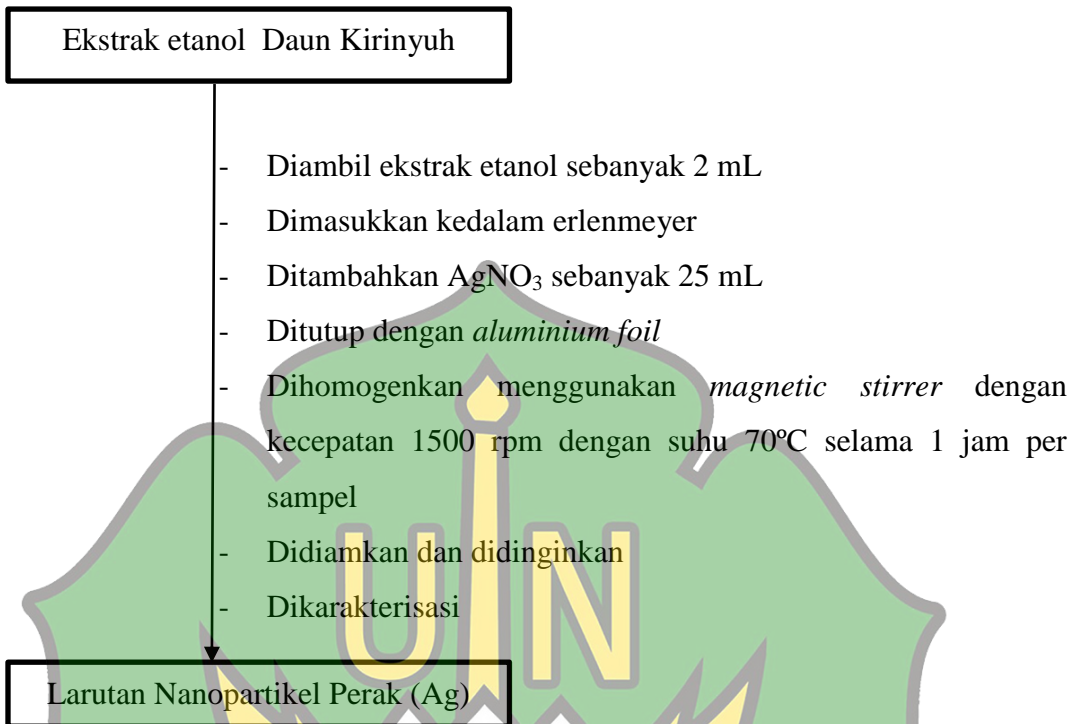 Ekstrak etanol Daun Kirinyuh
- Diambil ekstrak etanol sebanyak 2 mL
- Dimasukkan kedalam erlenmeyer
- Ditambahkan AgNO₃ sebanyak 25 mL
- Ditutup dengan aluminium foil
- Dihomogenkan menggunakan magnetic stirrer dengan
kecepatan 1500 rpm dengan suhu 70ºC selama 1 jam per
sampel
- Didiamkan dan didinginkan
- Dikarakterisasi
Larutan Nanopartikel Perak (Ag)
UIN